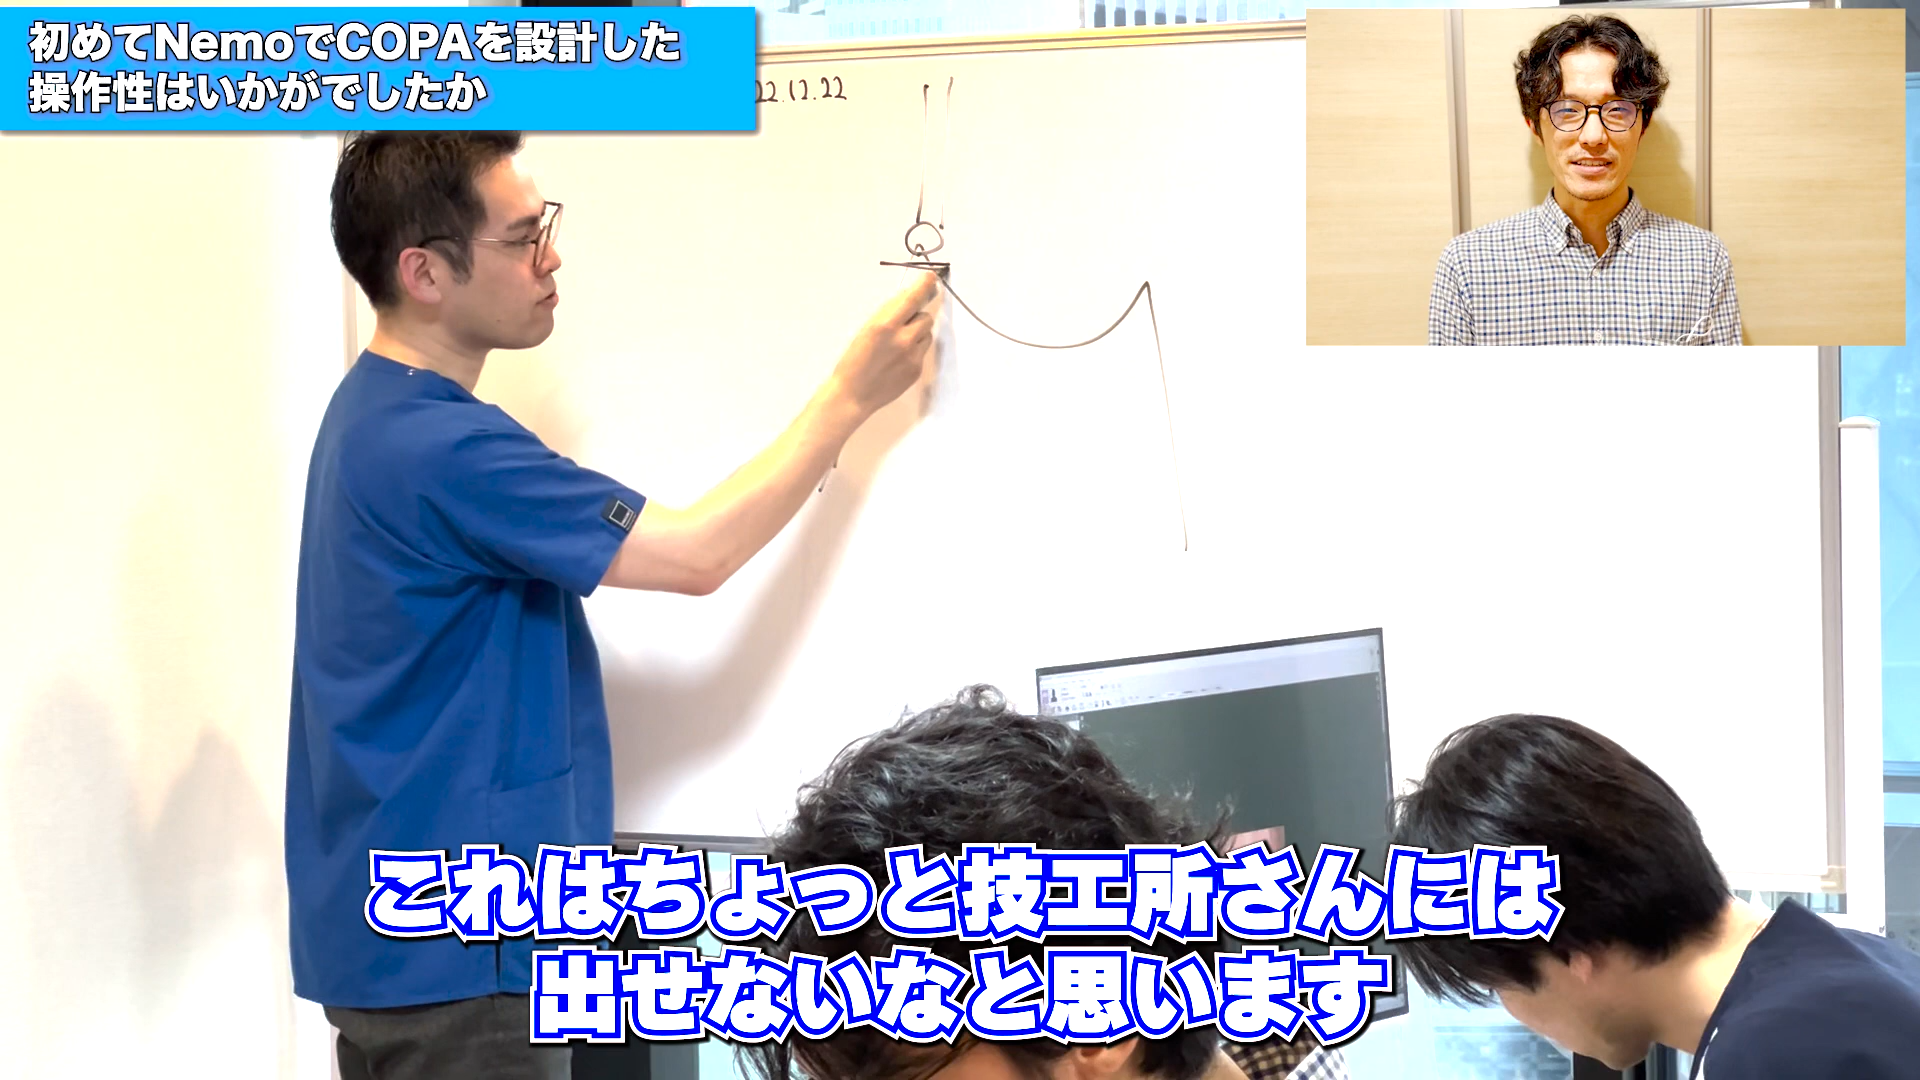 初めてNemoでCOPAを設計した
操作性はいかがでしたか
22.12.22
これはちょっと技工所さんには
出せないなと思います